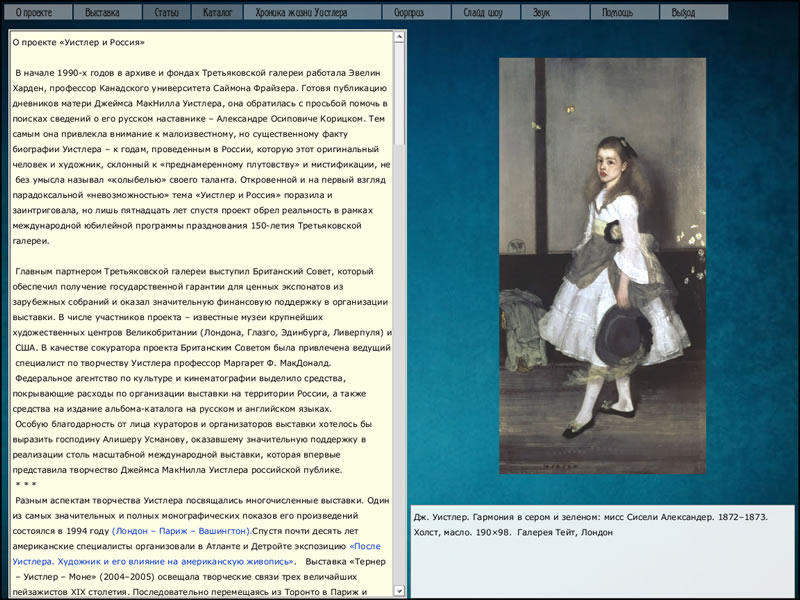 О проекте Выставка Статьи Каталог Хроника жизни Уистлера Сюрприз Слайд шоу Звук Помощь Выход
О проекте «Уистлер и Россия»
В начале 1990-х годов в архиве и фондах Третьяковской галереи работала Эвелин
Харден, профессор Канадского университета Саймона Фрайзера. Готовя публикацию
дневников матери Джеймса МакНилла Уистлера, она обратилась с просьбой помочь в
поисках сведений о его русском наставнике – Александре Осиповиче Корицком. Тем
самым она привлекла внимание к малоизвестному, но существенному факту
биографии Уистлера – к годам, проведенным в России, которую этот оригинальный
человек и художник, склонный к «преднамеренному плутовству» и мистификации, не
без умысла называл «колыбелью» своего таланта. Откровенной и на первый взгляд
парадоксальной «невозможностью» тема «Уистлер и Россия» поразила и
заинтриговала, но лишь пятнадцать лет спустя проект обрел реальность в рамках
международной юбилейной программы празднования 150-летия Третьяковской
галереи.
Главным партнером Третьяковской галереи выступил Британский Совет, который
обеспечил получение государственной гарантии для ценных экспонатов из
зарубежных собраний и оказал значительную финансовую поддержку в организации
выставки. В числе участников проекта – известные музеи крупнейших
художественных центров Великобритании (Лондона, Глазго, Эдинбурга, Ливерпуля) и
США. В качестве сокуратора проекта Британским Советом была привлечена ведущий
специалист по творчеству Уистлера профессор Маргарет Ф. МакДоналд.
Федеральное агентство по культуре и кинематографии выделило средства,
покрывающие расходы по организации выставки на территории России, а также
средства на издание альбома-каталога на русском и английском языках.
Особую благодарность от лица кураторов и организаторов выставки хотелось бы
выразить господину Алишеру Усманову, оказавшему значительную поддержку в
реализации столь масштабной международной выставки, которая впервые
представила творчество Джеймса МакНилла Уистлера российской публике.
* * *
Разным аспектам творчества Уистлера посвящались многочисленные выставки. Один
из самых значительных и полных монографических показов его произведений
состоялся в 1994 году (Лондон – Париж – Вашингтон).Спустя почти десять лет
американские специалисты организовали в Атланте и Детройте экспозицию «После
Уистлера. Художник и его влияние на американскую живопись». Выставка «Тернер
– Уистлер – Моне» (2004–2005) освещала творческие связи трех величайших
пейзажистов XIX столетия. Последовательно перемещаясь из Торонто в Париж и
Дж. Уистлер. Гармония в сером и зеленом: мисс Сисели Александер. 1872–1873.
Холст, масло. 190×98. Галерея Тейт, Лондон